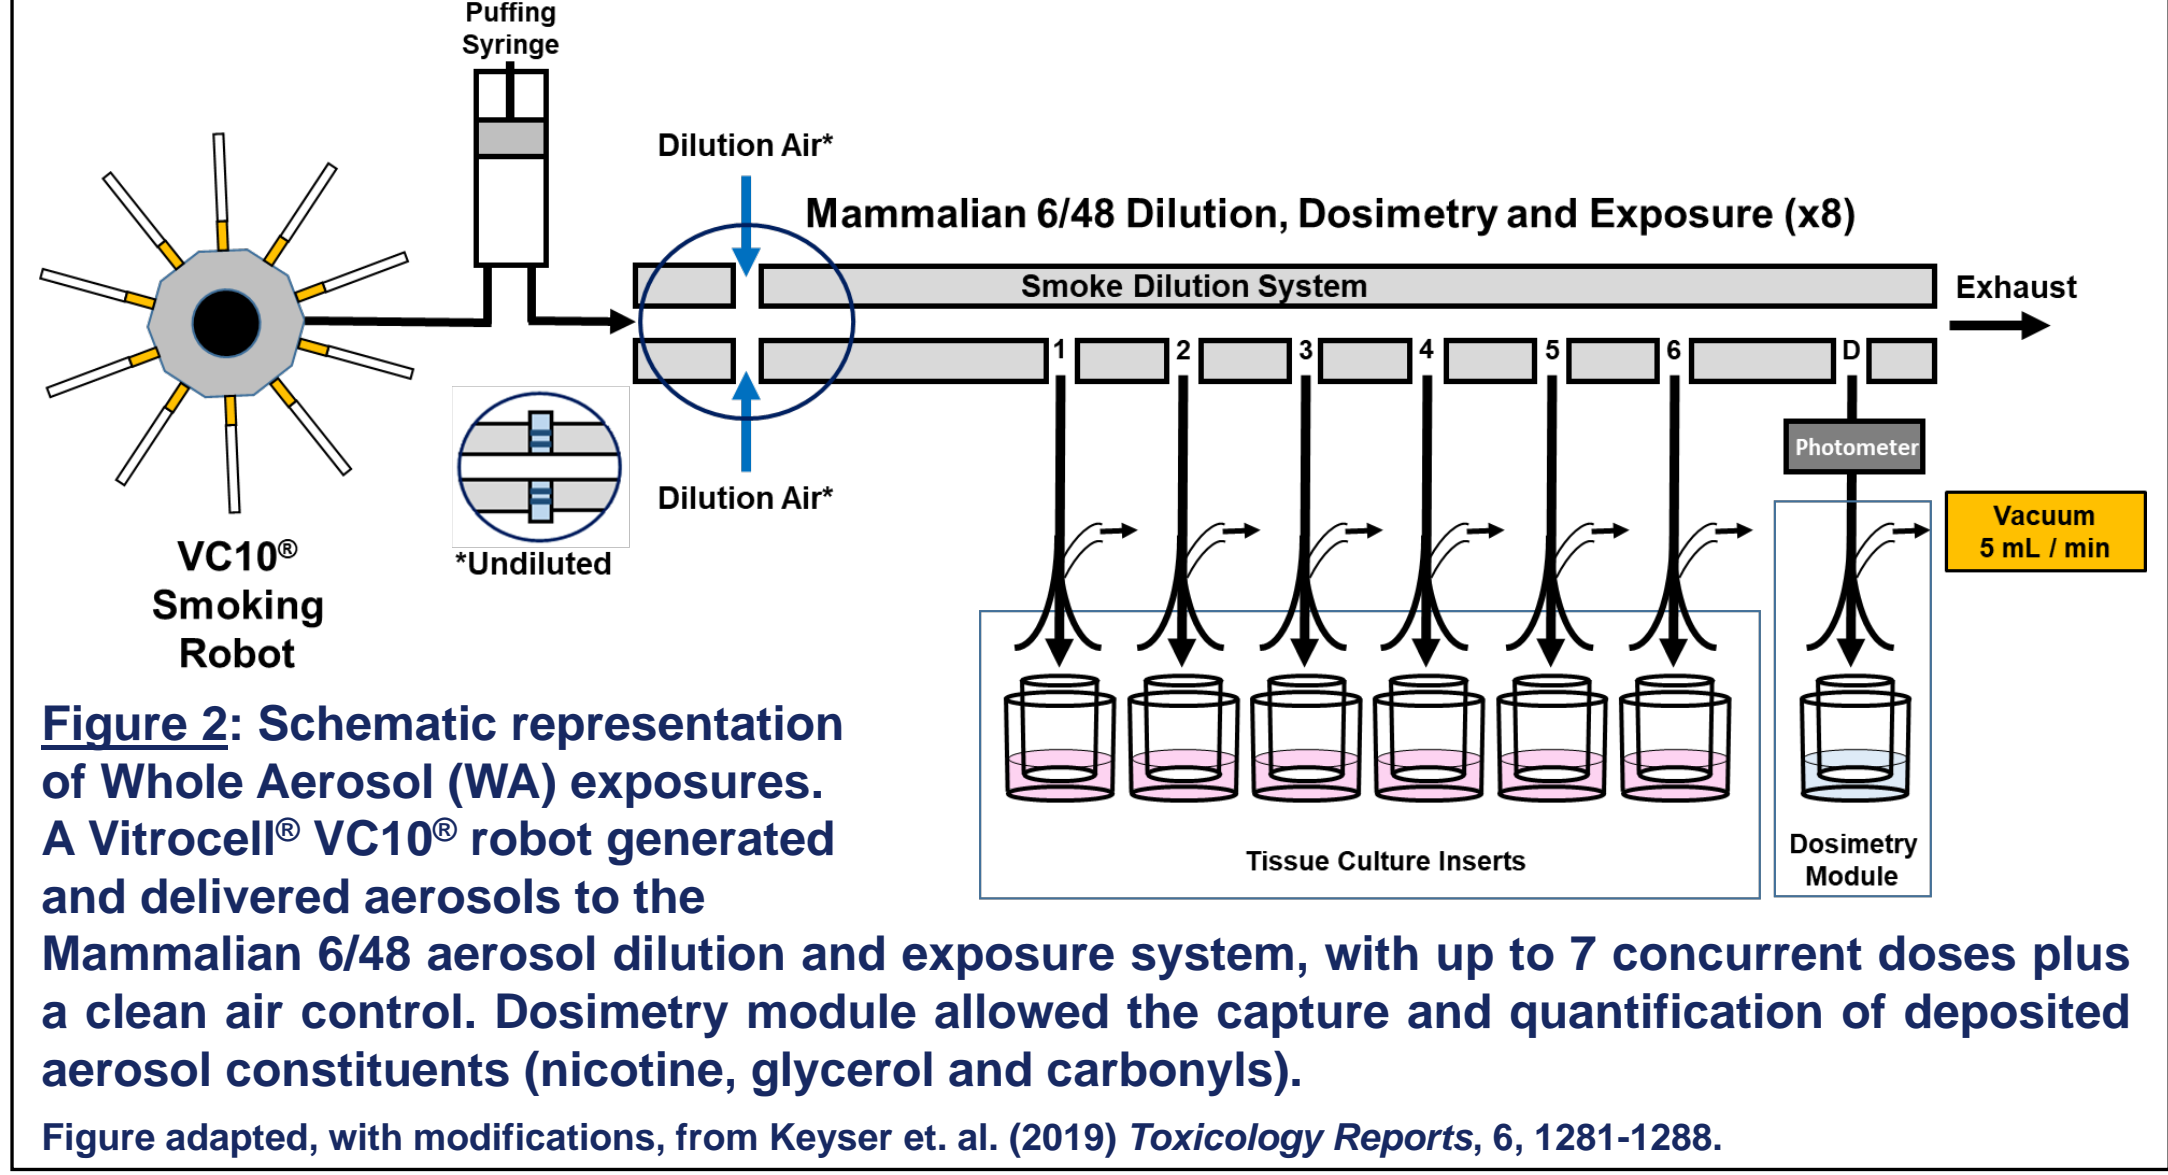 Puffing
Syringe
Dilution Air*
Mammalian 6/48 Dilution, Dosimetry and Exposure (x8)
Smoke Dilution System
Exhaust
1 2 3 4 5 6 D
Photometer
Dilution Air*
Vacuum
5 mL / min
*Undiluted
VC10®
Smoking
Robot
Tissue Culture Inserts
Dosimetry
Module
Figure 2: Schematic representation
of Whole Aerosol (WA) exposures.
A Vitrocell® VC10® robot generated
and delivered aerosols to the
Mammalian 6/48 aerosol dilution and exposure system, with up to 7 concurrent doses plus
a clean air control. Dosimetry module allowed the capture and quantification of deposited
aerosol constituents (nicotine, glycerol and carbonyls).
Figure adapted, with modifications, from Keyser et. al. (2019) Toxicology Reports, 6, 1281-1288.